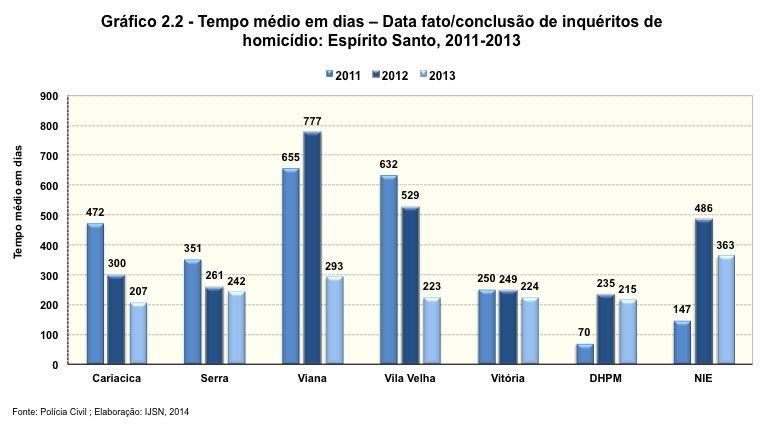 Gráfico 2.2 - Tempo médio em dias – Data fato/conclusão de inquéritos de
homicídio: Espírito Santo, 2011-2013
2011 2012 2013
Tempo médio em dias
900
800
700
600
500
400
300
200
100
0
472 300 207
351 261 242
655 777 293
632 529 223
250 249 224
70 235 215
147 486 363
Cariacica Serra Viana Vila Velha Vitória DHPM NIE
Fonte: Polícia Civil ; Elaboração: IJSN, 2014